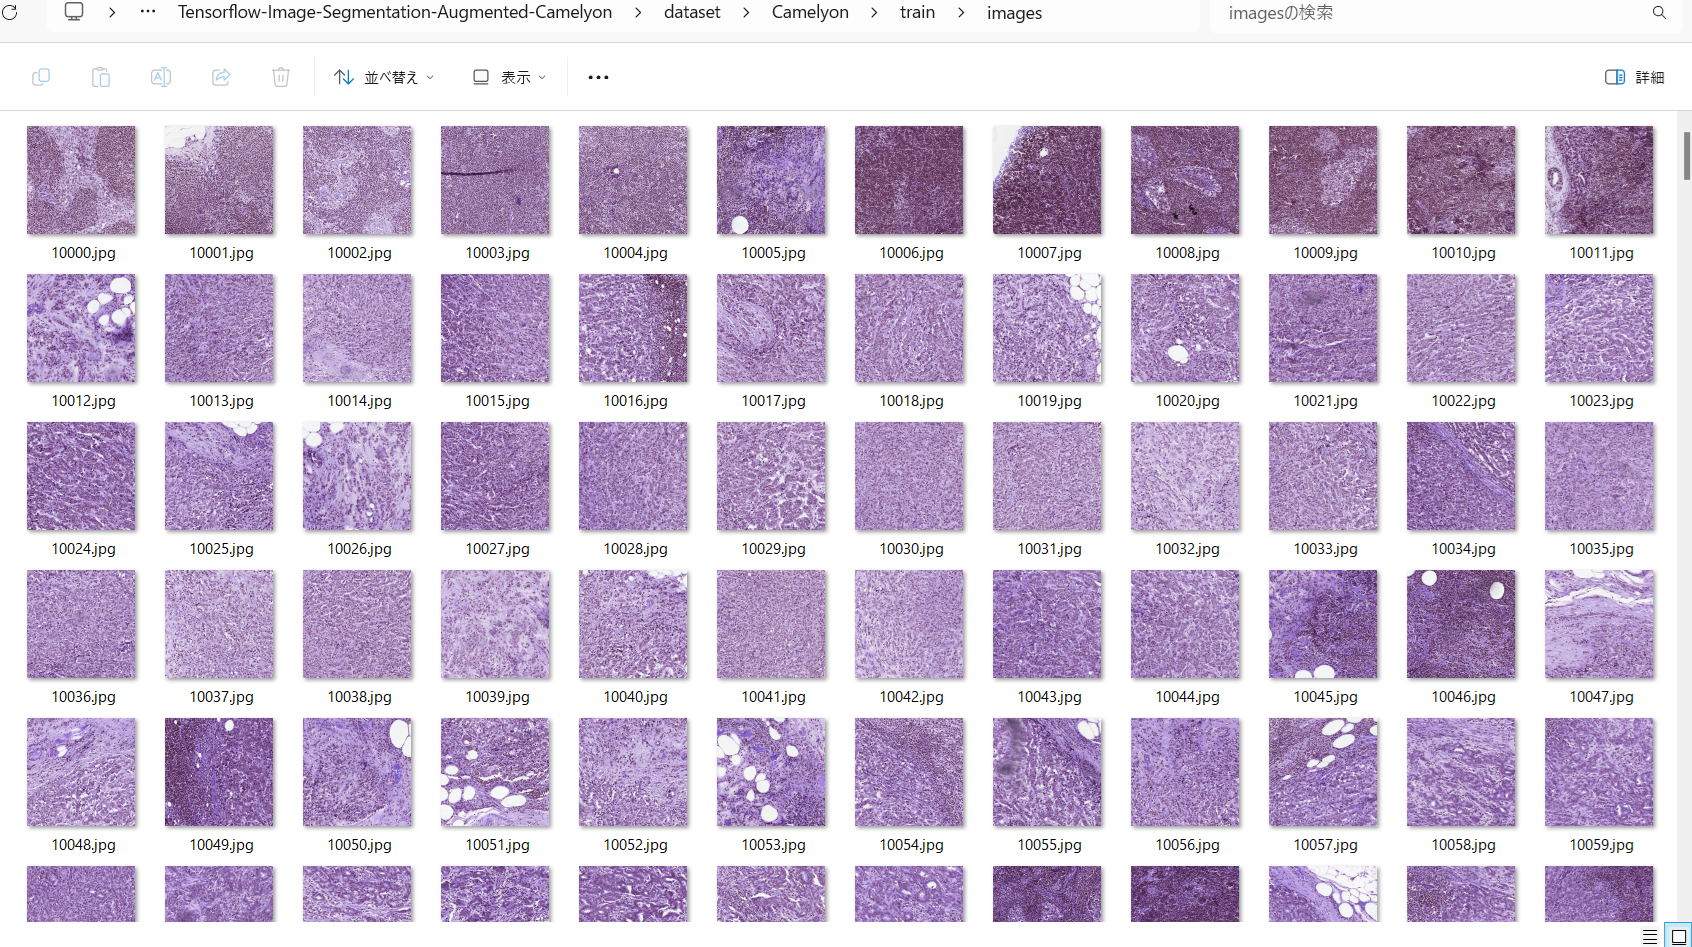 Tensorflow-Image-Segmentation-Augmented-Camelyon > dataset > Camelyon > train > images
imagesの検索
並べ替え 表示 詳細
10000.jpg 10001.jpg 10002.jpg 10003.jpg 10004.jpg 10005.jpg 10006.jpg 10007.jpg 10008.jpg 10009.jpg 10010.jpg 10011.jpg
10012.jpg 10013.jpg 10014.jpg 10015.jpg 10016.jpg 10017.jpg 10018.jpg 10019.jpg 10020.jpg 10021.jpg 10022.jpg 10023.jpg
10024.jpg 10025.jpg 10026.jpg 10027.jpg 10028.jpg 10029.jpg 10030.jpg 10031.jpg 10032.jpg 10033.jpg 10034.jpg 10035.jpg
10036.jpg 10037.jpg 10038.jpg 10039.jpg 10040.jpg 10041.jpg 10042.jpg 10043.jpg 10044.jpg 10045.jpg 10046.jpg 10047.jpg
10048.jpg 10049.jpg 10050.jpg 10051.jpg 10052.jpg 10053.jpg 10054.jpg 10055.jpg 10056.jpg 10057.jpg 10058.jpg 10059.jpg